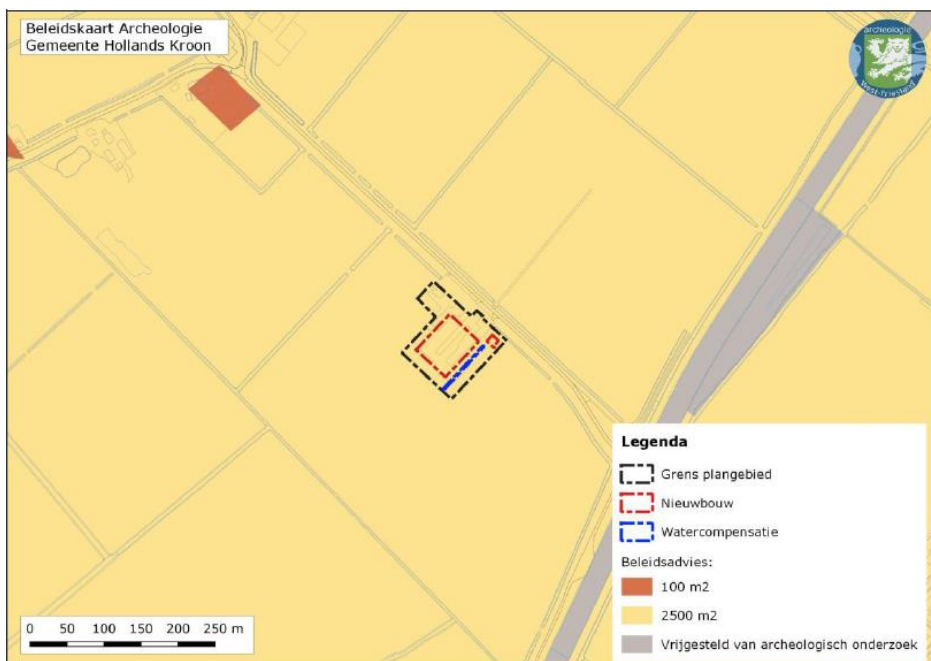 Beleidskaart Archeologie
Gemeente Hollands Kroon
archeologie
West-Friesland
Legenda
Grens plangebied
Nieuwbouw
Watercompensatie
Beleidsadvies:
100 m2
2500 m2
Vrijgesteld van archeologisch onderzoek
0 50 100 150 200 250 m